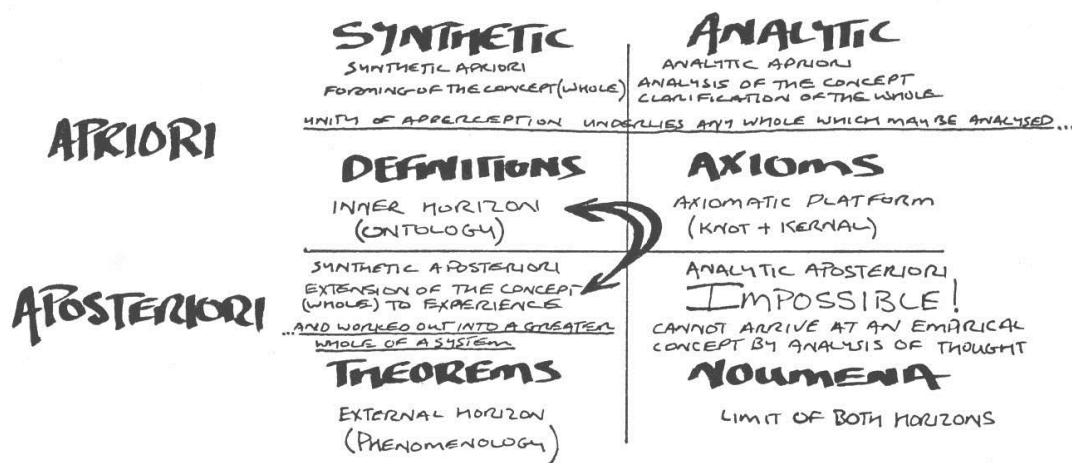 SYNTHETIC
ANALYTIC
SYNTHETIC APRIORI
FORMING OF THE CONCEPT (WHOLE)
ANALYTIC APRIORI
ANALYSIS OF THE CONCEPT
CLARIFICATION OF THE WHOLE
APRIORI
UNITY OF APPERCEPTION UNDERLIES ANY WHOLE WHICH MAY BE ANALYSED...
DEFINITIONS
INNER HORIZON
(ONTOLOGY)
AXIOMS
AXIOMATIC PLATFORM
(KNOT + KERNAL)
APOSTERIORI
SYNTHETIC APOSTERIORI
EXTENSION OF THE CONCEPT
(WHOLE) TO EXPERIENCE
...AND WORKED OUT INTO A GREATER
WHOLE OF A SYSTEM
ANALYTIC APOSTERIORI
IMPOSSIBLE!
CANNOT ARRIVE AT AN EMPARICAL
CONCEPT BY ANALYSIS OF THOUGHT
THEOREMS
EXTERNAL HORIZON
(PHENOMENOLOGY)
NOUMENA
LIMIT OF BOTH HORIZONS